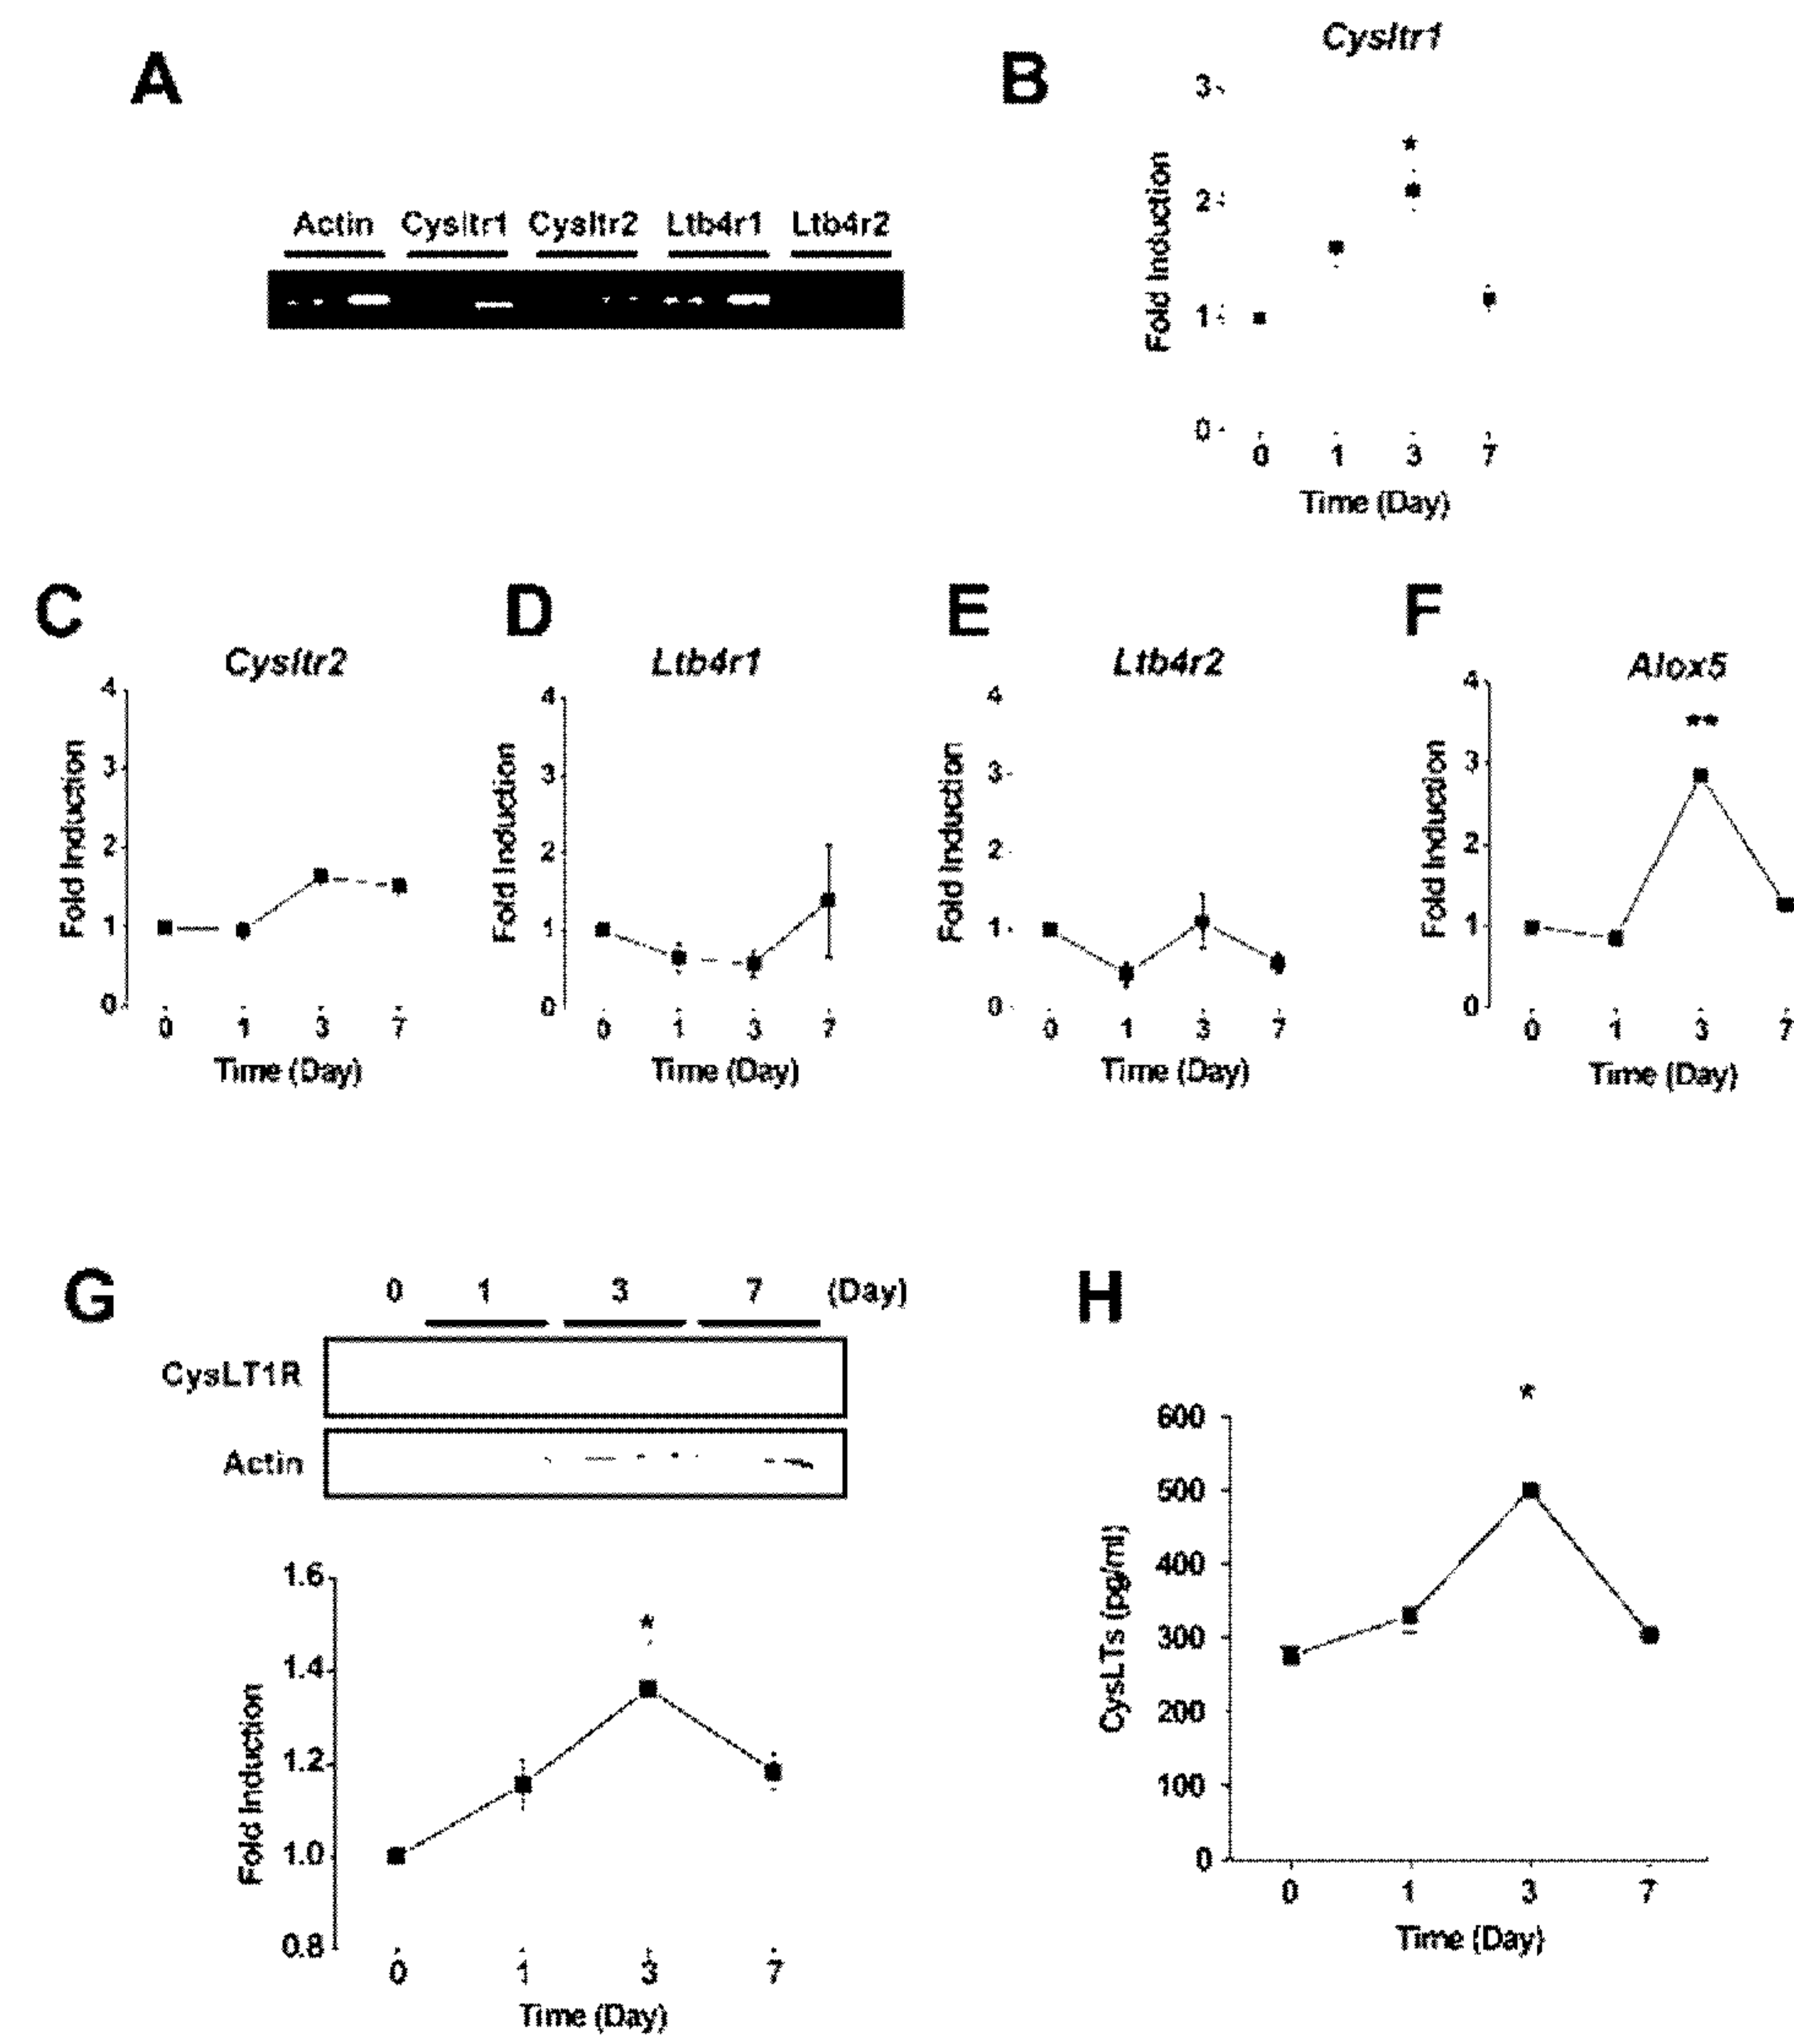 A
Actin Cysltr1 Cysltr2 Ltb4r1 Ltb4r2
B
Cysltr1
Fold Induction
3
2
1
0
*
0 1 3 7
Time (Day)
C
Cysltr2
Fold Induction
4
3
2
1
0
0 1 3 7
Time (Day)
D
Ltb4r1
Fold Induction
4
3
2
1
0
0 1 3 7
Time (Day)
E
Ltb4r2
Fold Induction
4
3
2
1
0
0 1 3 7
Time (Day)
F
Alox5
Fold Induction
4
3
2
1
0
**
0 1 3 7
Time (Day)
G
0 1 3 7 (Day)
CysLT1R
Actin
Fold Induction
1.6
1.4
1.2
1.0
0.8
*
0 1 3 7
Time (Day)
H
CysLTs (pg/ml)
600
500
400
300
200
100
0
*
0 1 3 7
Time (Day)